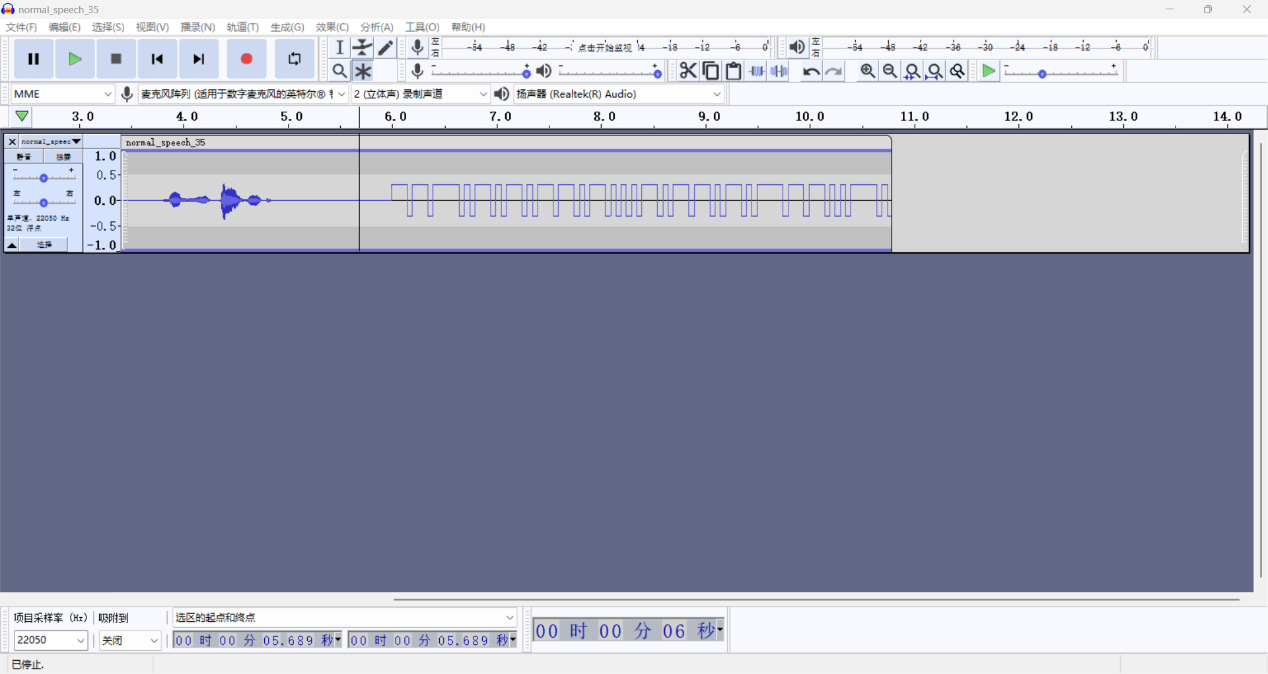 normal_speech_35
文件(F) 编辑(E) 选择(S) 视图(V) 播录(N) 轨道(T) 生成(G) 效果(C) 分析(A) 工具(O) 帮助(H)
左 右 -54 -48 -42 点击开始监视 -18 -12 -6 0 左 右 -54 -48 -42 -36 -30 -24 -18 -12 -6 0
MME 麦克风阵列 (适用于数字麦克风的英特尔® 2 (立体声) 录制声道 扬声器 (Realtek(R) Audio)
3.0 4.0 5.0 6.0 7.0 8.0 9.0 10.0 11.0 12.0 13.0 14.0
normal_speec normal_speech_35
静音 独奏 1.0
0.5
左 右 0.0
单声道, 22050 Hz -0.5
32位 浮点
选择 -1.0
项目采样率 (Hz) 吸附到 选区的起点和终点
22050 关闭 00 时 00 分 05.689 秒 00 时 00 分 05.689 秒 00 时 00 分 06 秒
已停止.